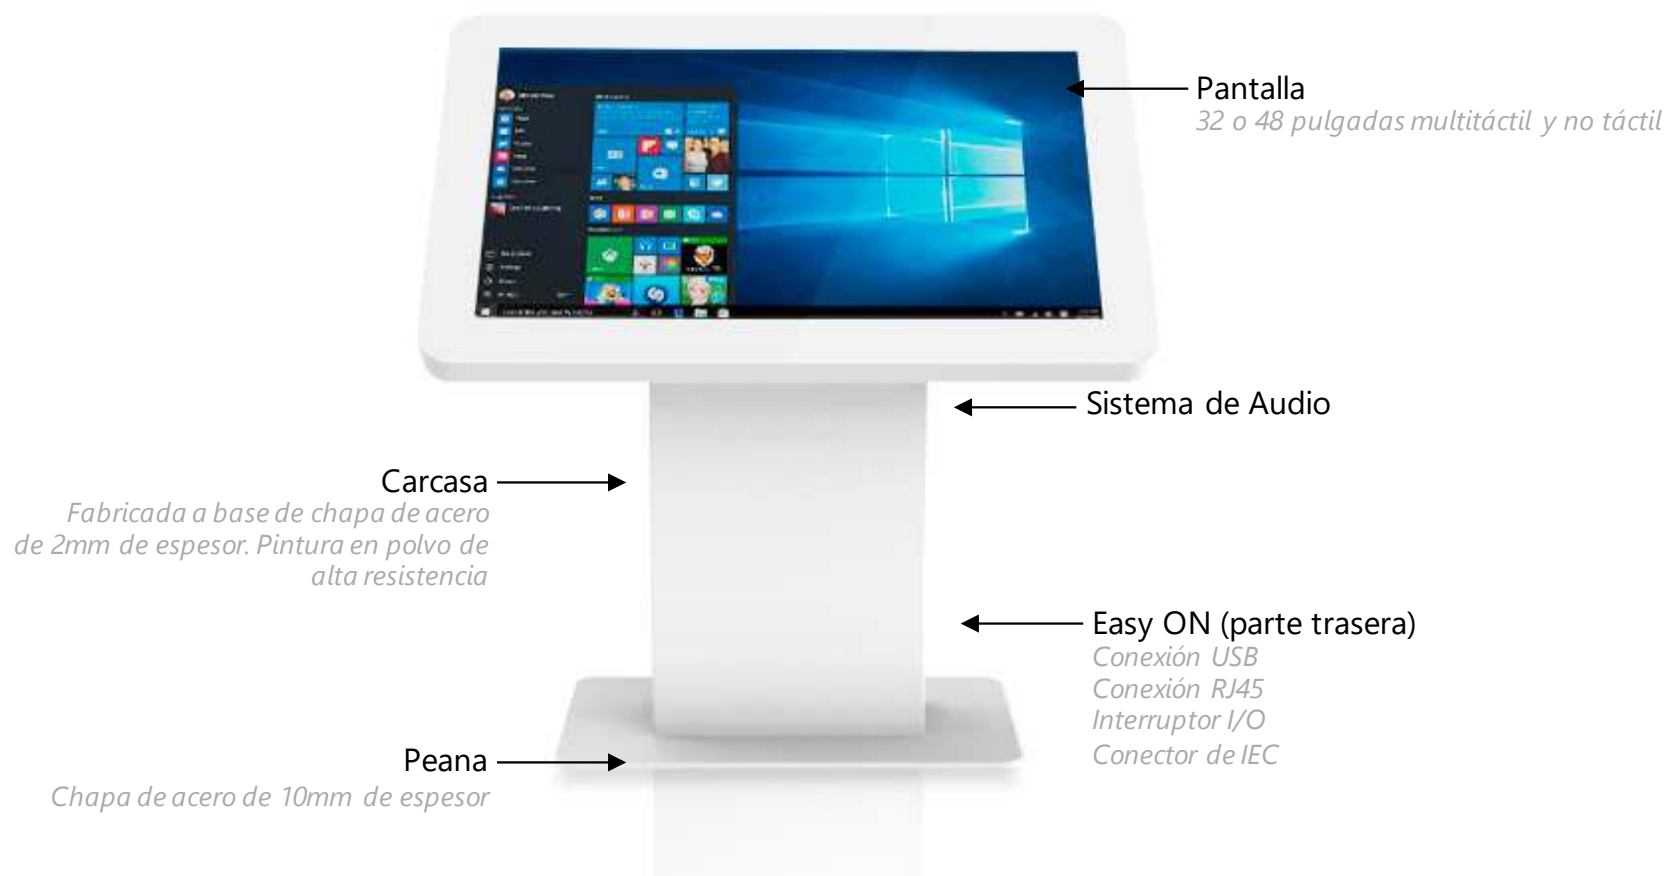 Pantalla
32 o 48 pulgadas multitáctil y no táctil
Sistema de Audio
Carcasa
Fabricada a base de chapa de acero
de 2mm de espesor. Pintura en polvo de
alta resistencia
Easy ON (parte trasera)
Conexión USB
Conexión RJ45
Interruptor I/O
Conector de IEC
Peana
Chapa de acero de 10mm de espesor